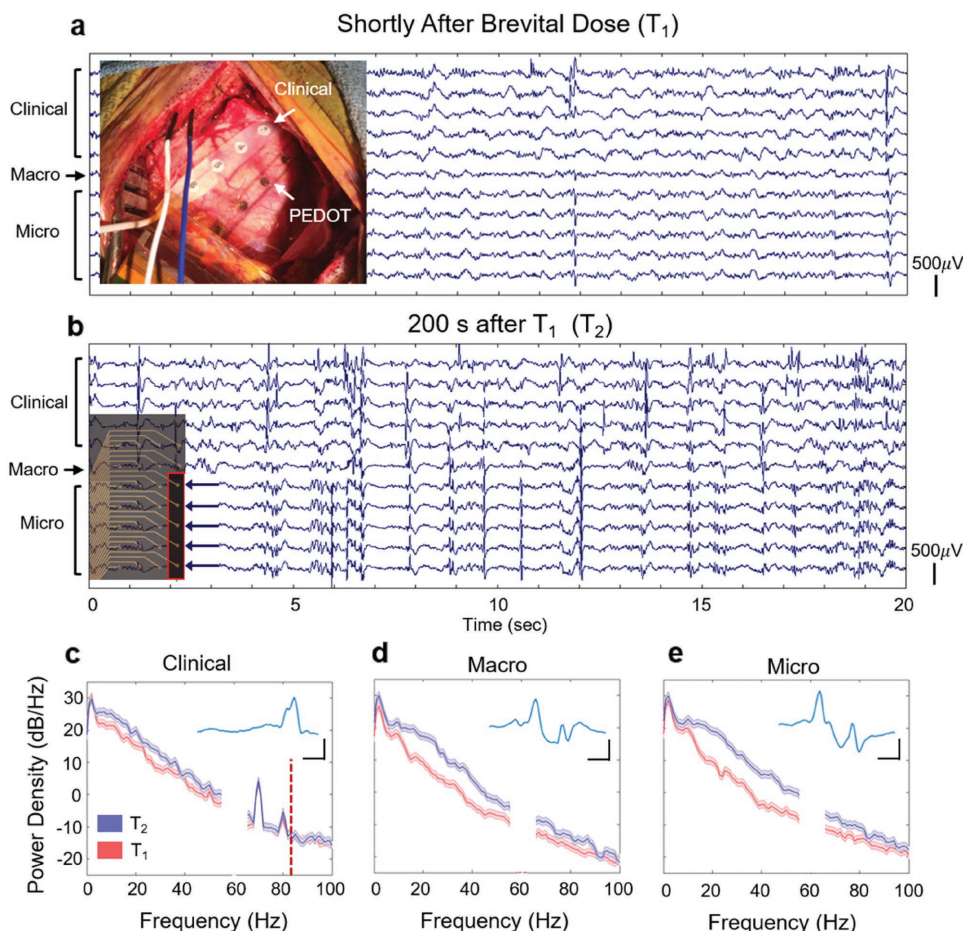 a
Shortly After Brevital Dose (T₁)
Clinical
Macro
Micro
Clinical
PEDOT
500μV
b
200 s after T₁ (T₂)
Clinical
Macro
Micro
500μV
0 5 10 15 20
Time (sec)
c
Clinical
d
Macro
e
Micro
Power Density (dB/Hz)
30
20
10
0
-10
-20
T₂
T₁
0 20 40 60 80 100
0 20 40 60 80 100
0 20 40 60 80 100
Frequency (Hz)
Frequency (Hz)
Frequency (Hz)